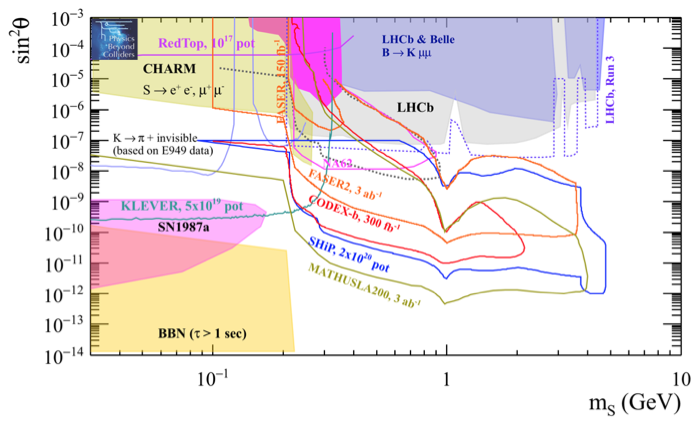 sin²θ
10⁻³
10⁻⁴
10⁻⁵
10⁻⁶
10⁻⁷
10⁻⁸
10⁻⁹
10⁻¹⁰
10⁻¹¹
10⁻¹²
10⁻¹³
10⁻¹⁴
Physics
Beyond
Colliders
RedTop, 10¹⁷ pot
CHARM
S → e⁺ e⁻, μ⁺ μ⁻
FASER, 150 fb⁻¹
LHCb & Belle
B → K μμ
LHCb
LHCb, Run 3
K → π + invisible
(based on E949 data)
NA62
FASER2, 3 ab⁻¹
CODEX-b, 300 fb⁻¹
KLEVER, 5x10¹⁹ pot
SN1987a
SHiP, 2x10²⁰ pot
MATHUSLA200, 3 ab⁻¹
BBN (τ > 1 sec)
10⁻¹
1
10
m_S (GeV)